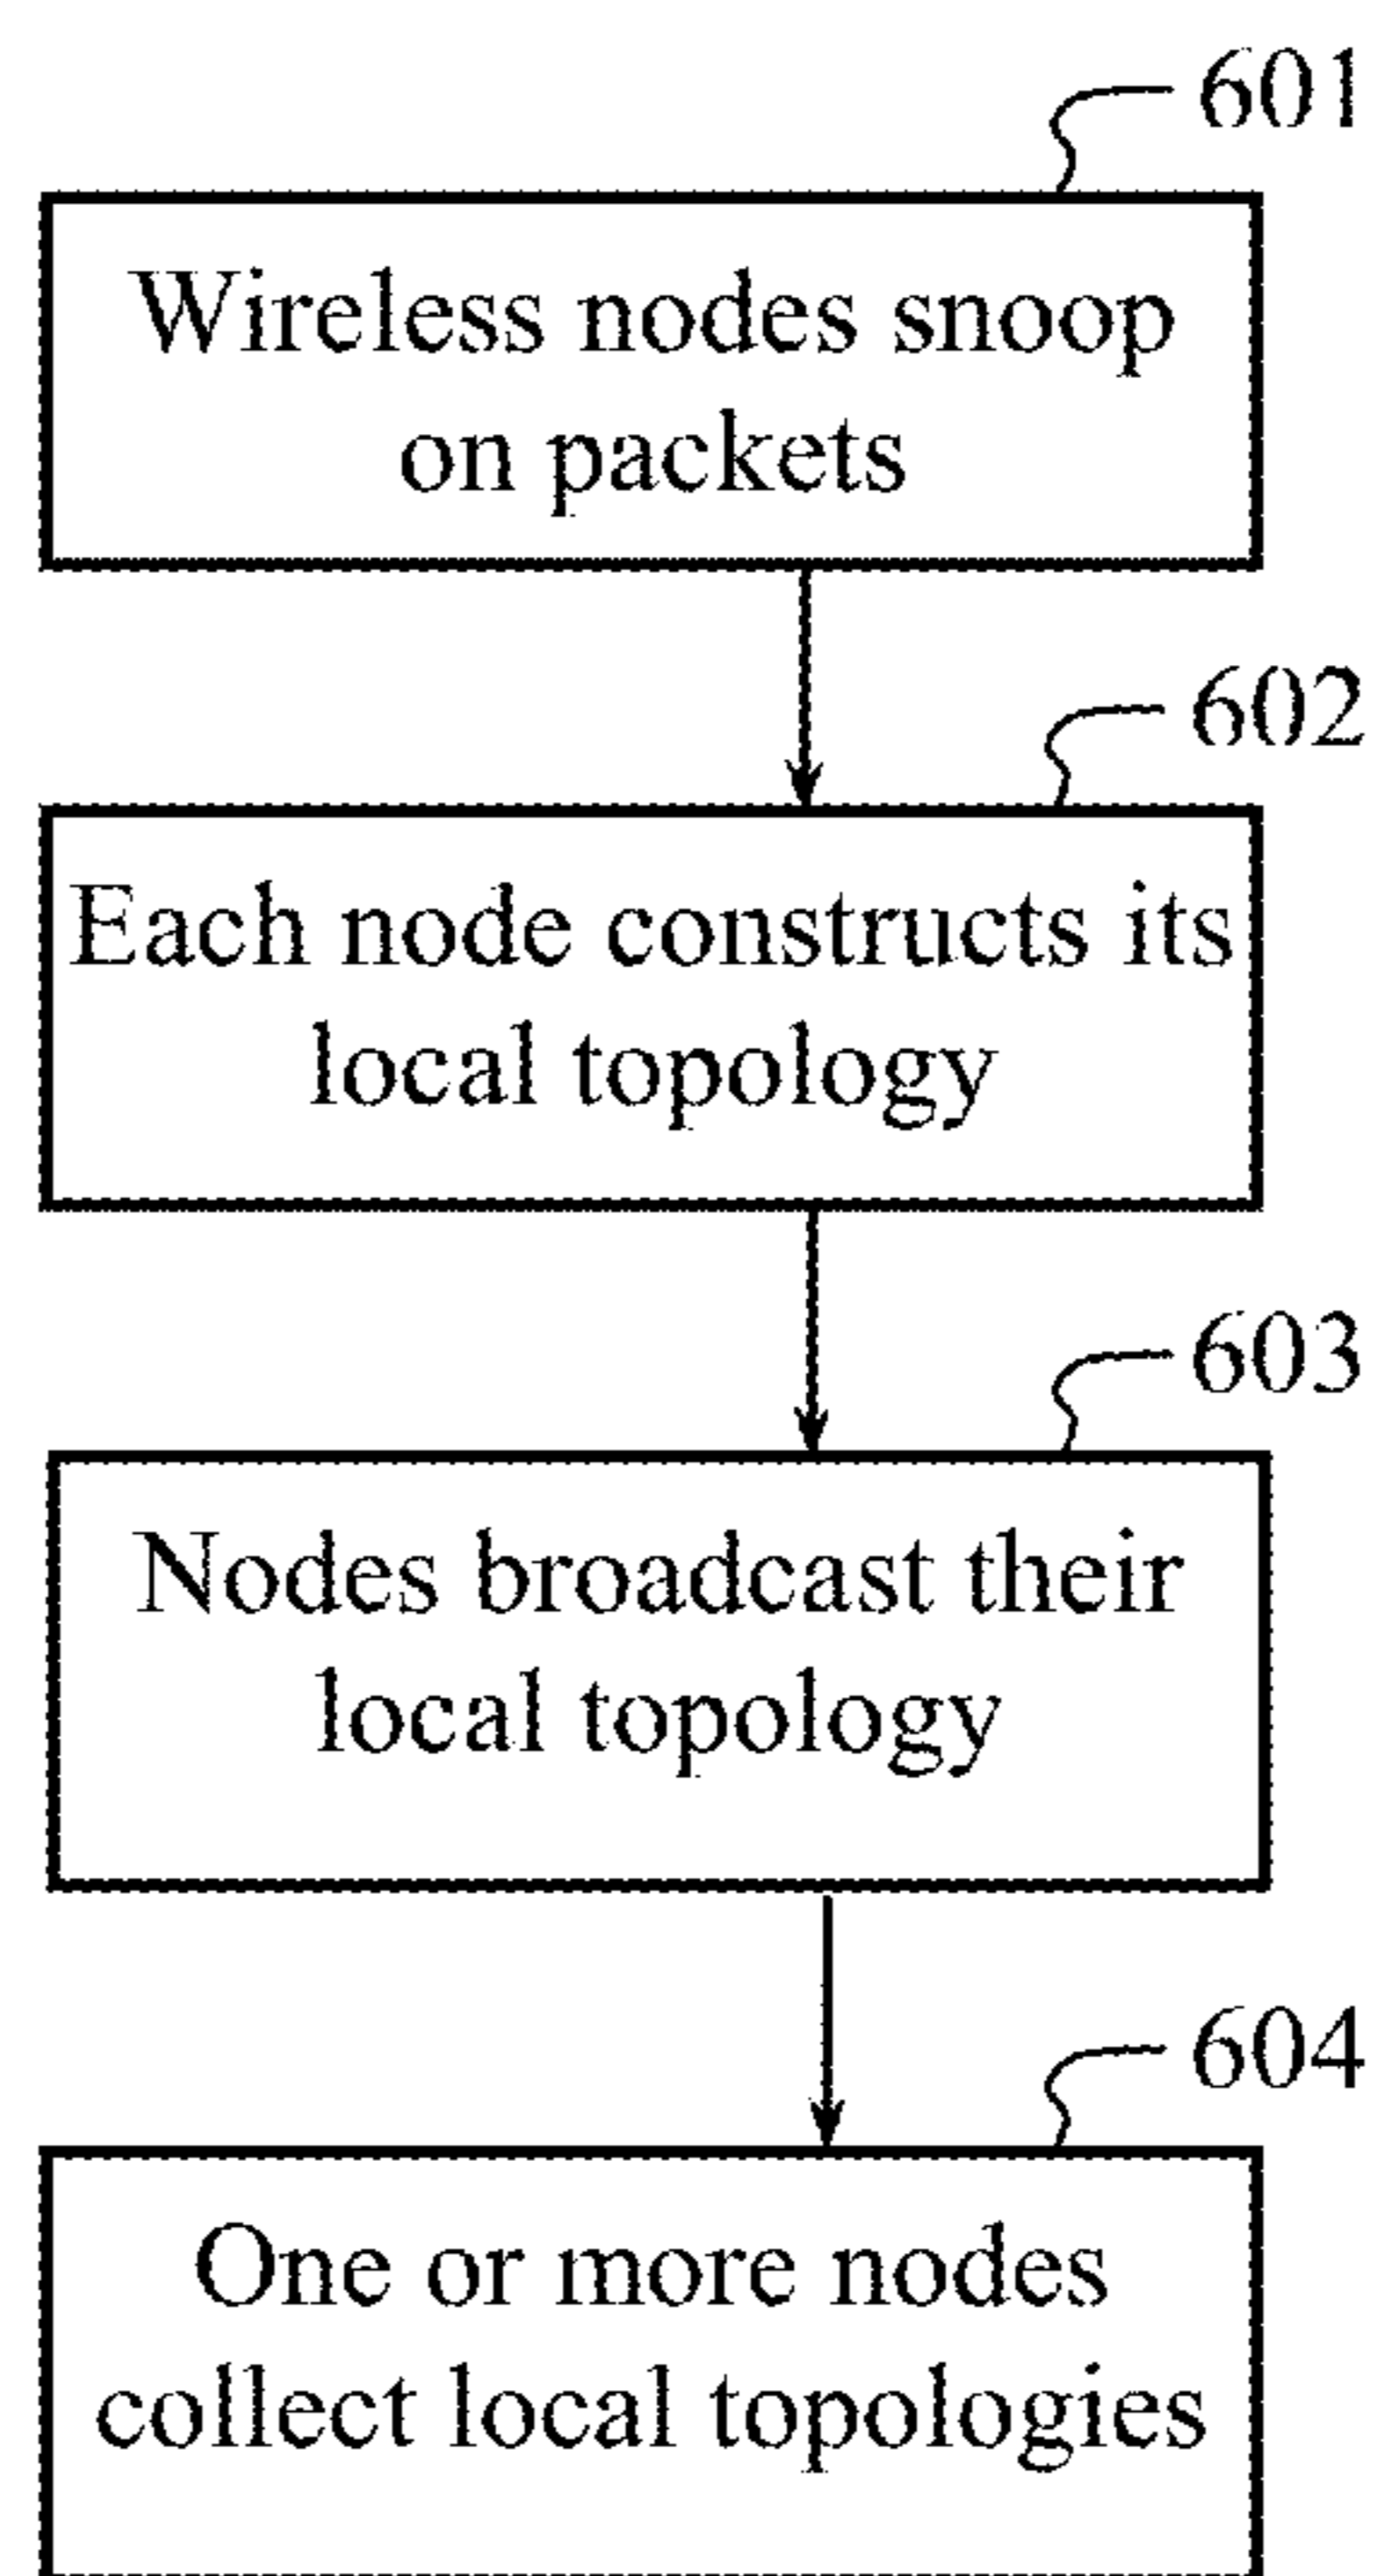 601
Wireless nodes snoop
on packets
602
Each node constructs its
local topology
603
Nodes broadcast their
local topology
604
One or more nodes
collect local topologies